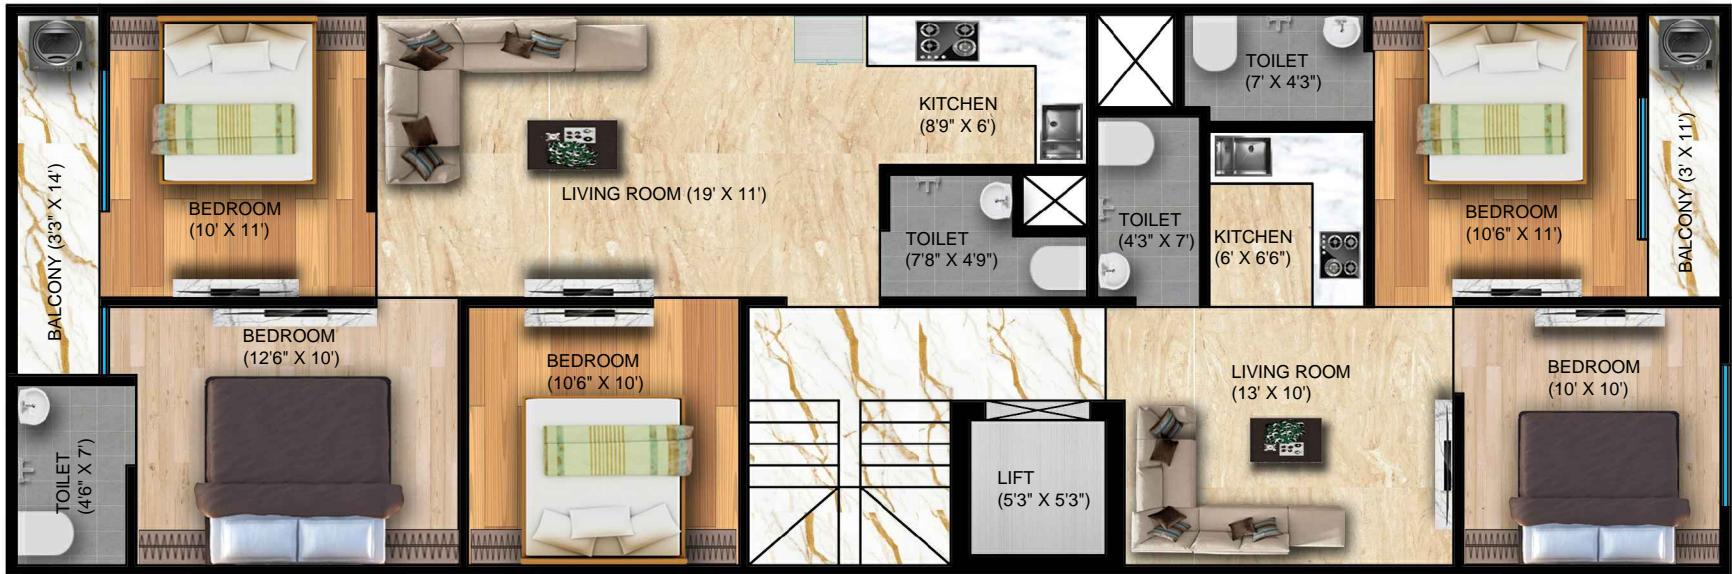 TOILET
(7' X 4'3")
KITCHEN
(8'9" X 6')
BALCONY (3'3" X 14')
BEDROOM
(10' X 11')
LIVING ROOM (19' X 11')
TOILET
(7'8" X 4'9")
TOILET
(4'3" X 7')
KITCHEN
(6' X 6'6")
BEDROOM
(10'6" X 11')
BALCONY (3' X 11')
BEDROOM
(12'6" X 10')
BEDROOM
(10'6" X 10')
LIVING ROOM
(13' X 10')
BEDROOM
(10' X 10')
TOILET
(4'6" X 7')
LIFT
(5'3" X 5'3")